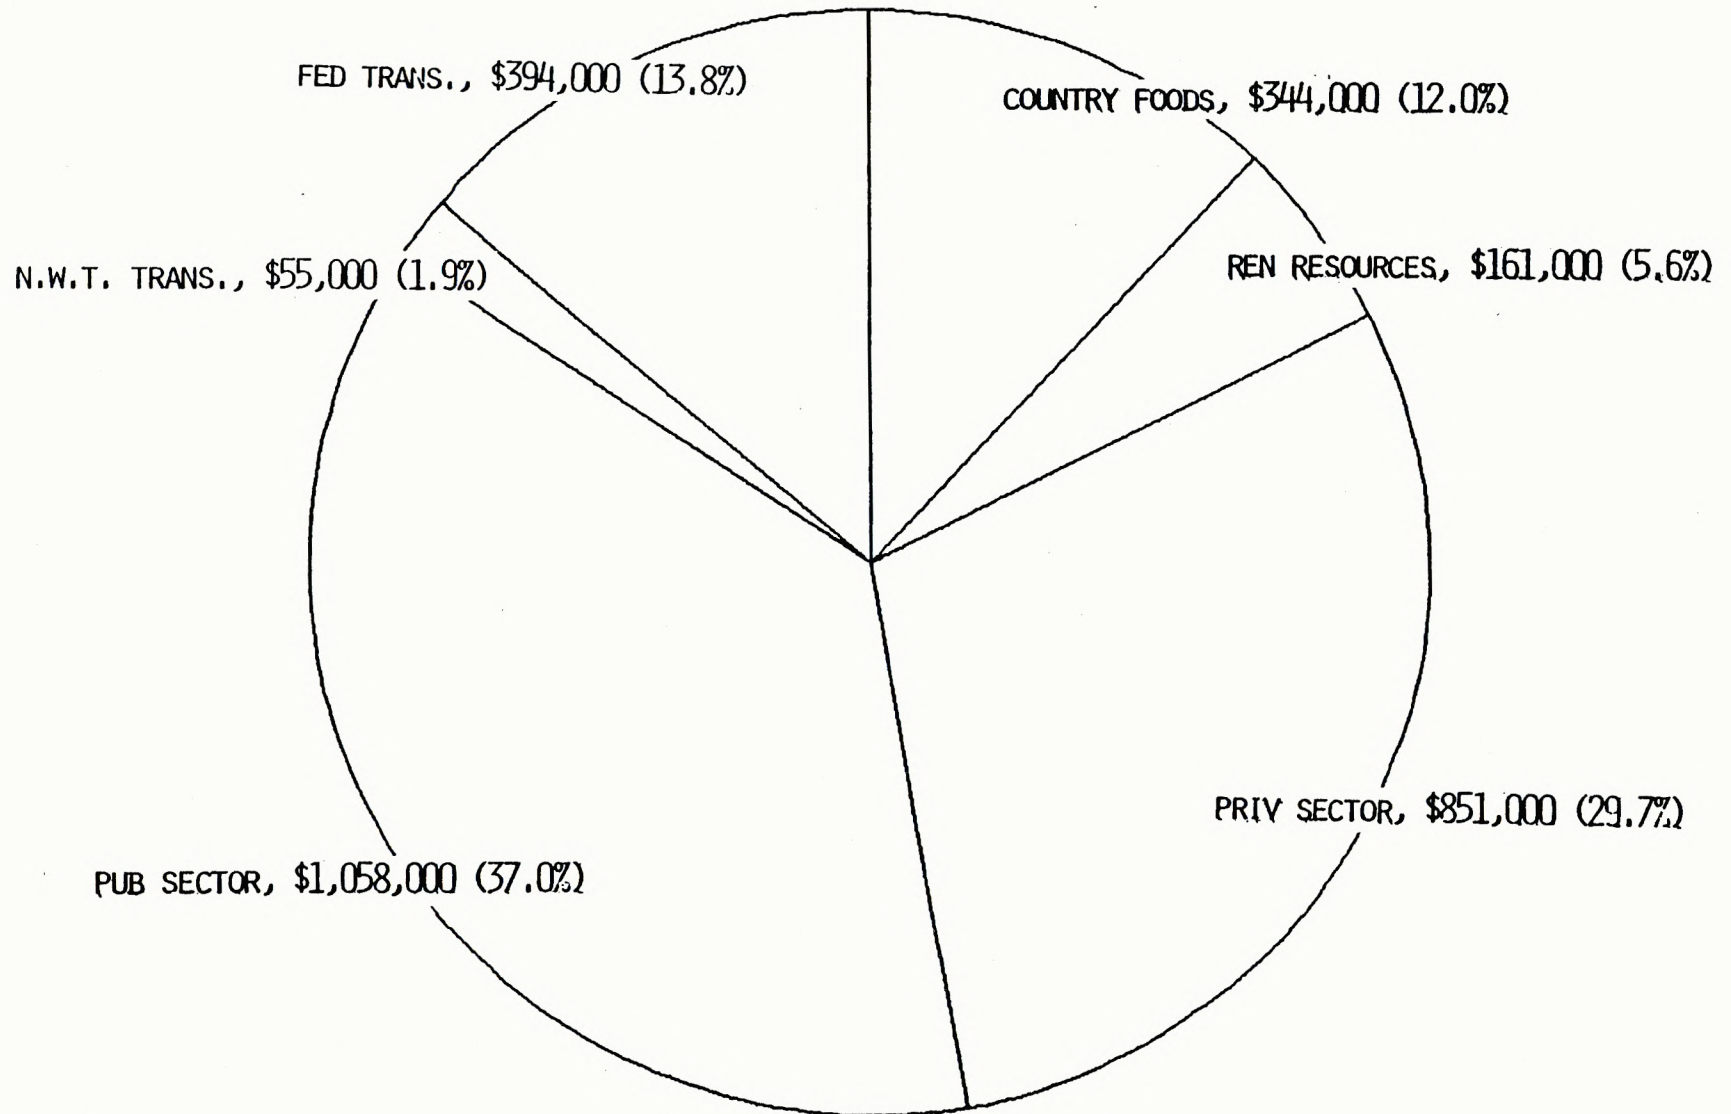 FED TRANS., $394,000 (13.8%)
COUNTRY FOODS, $344,000 (12.0%)
N.W.T. TRANS., $55,000 (1.9%)
REN RESOURCES, $161,000 (5.6%)
PRIV SECTOR, $851,000 (29.7%)
PUB SECTOR, $1,058,000 (37.0%)